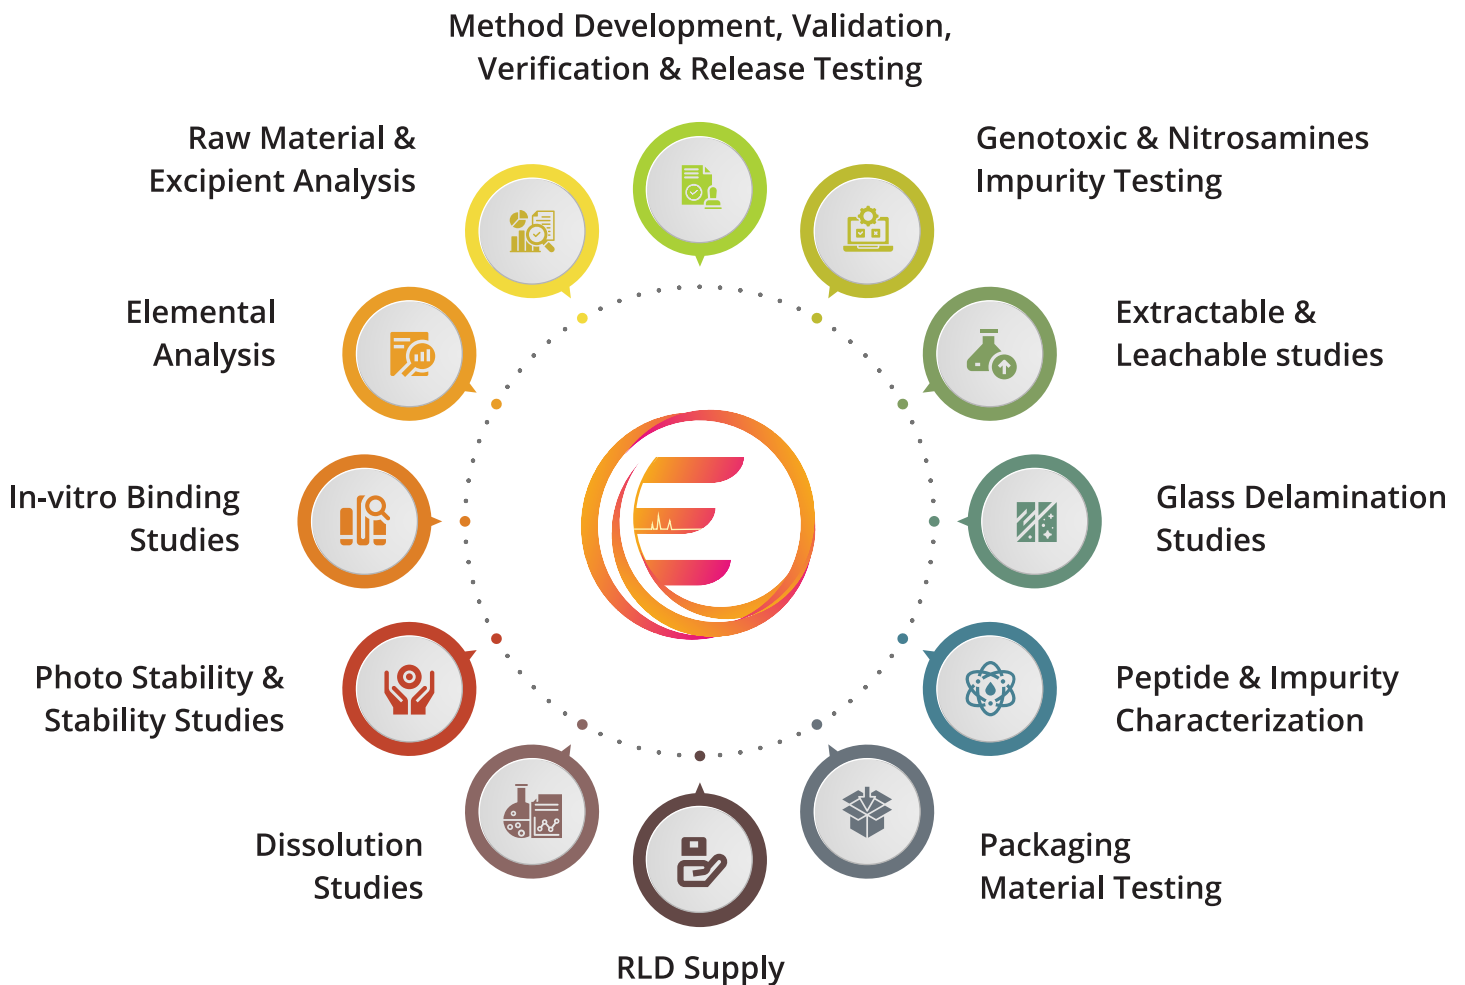 Method Development, Validation,
Verification & Release Testing
Raw Material &
Excipient Analysis
Genotoxic & Nitrosamines
Impurity Testing
Elemental
Analysis
Extractable &
Leachable studies
In-vitro Binding
Studies
Glass Delamination
Studies
Photo Stability &
Stability Studies
Peptide & Impurity
Characterization
Dissolution
Studies
Packaging
Material Testing
RLD Supply
E